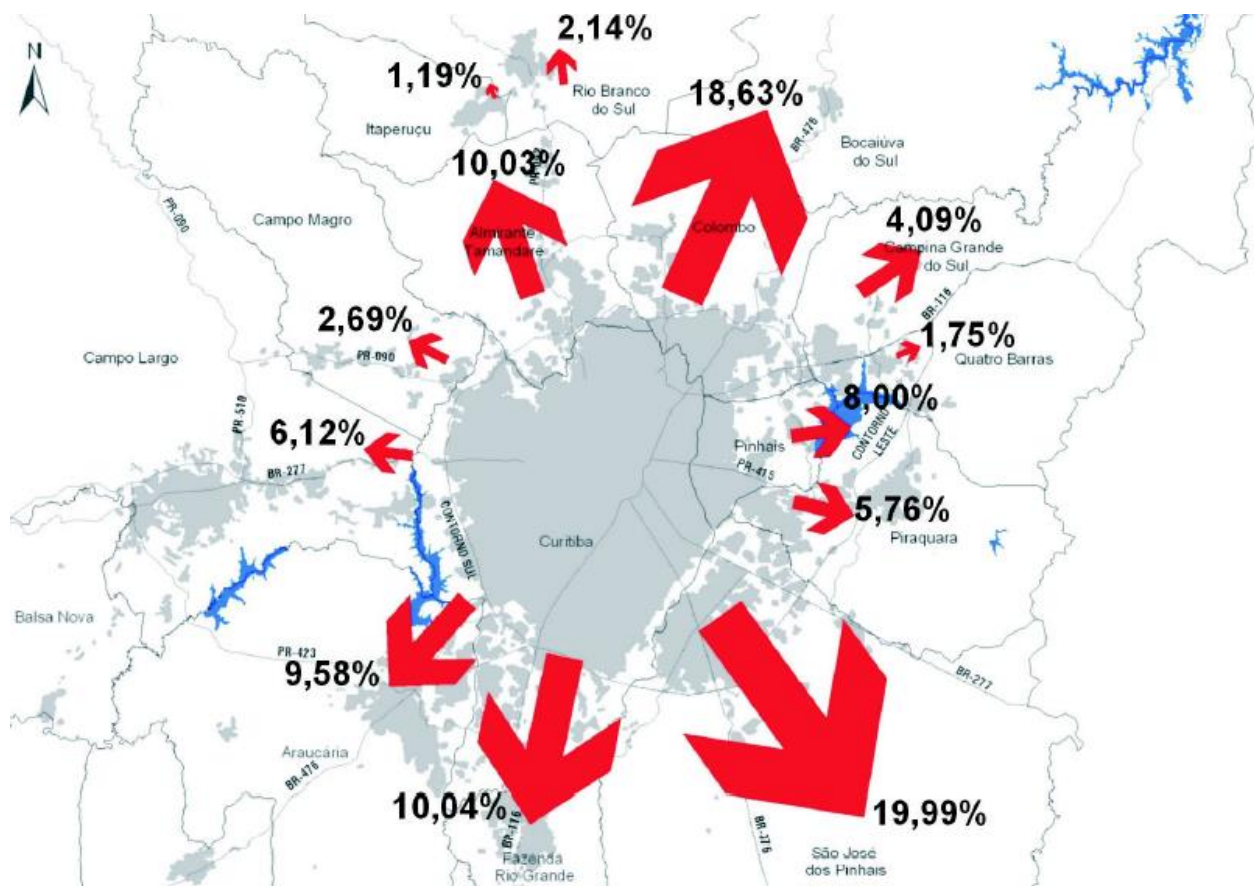 2,14%
N
1,19%
Rio Branco
do Sul
18,63%
Itaperuçu
BR-476
Bocaiúva
do Sul
10,03%
PR-090
Campo Magro
Almirante
Tamandaré
Colombo
4,09%
Campina Grande
do Sul
BR-116
2,69%
1,75%
Campo Largo
PR-090
Quatro Barras
8,00%
PR-510
6,12%
Pinhais
CONTORNO
LESTE
BR-277
PR-415
5,76%
CONTORNO SUL
Curitiba
Piraquara
Balsa Nova
PR-423
9,58%
BR-277
Araucária
BR-476
10,04%
BR-116
19,99%
BR-376
Fazenda
Rio Grande
São José
dos Pinhais